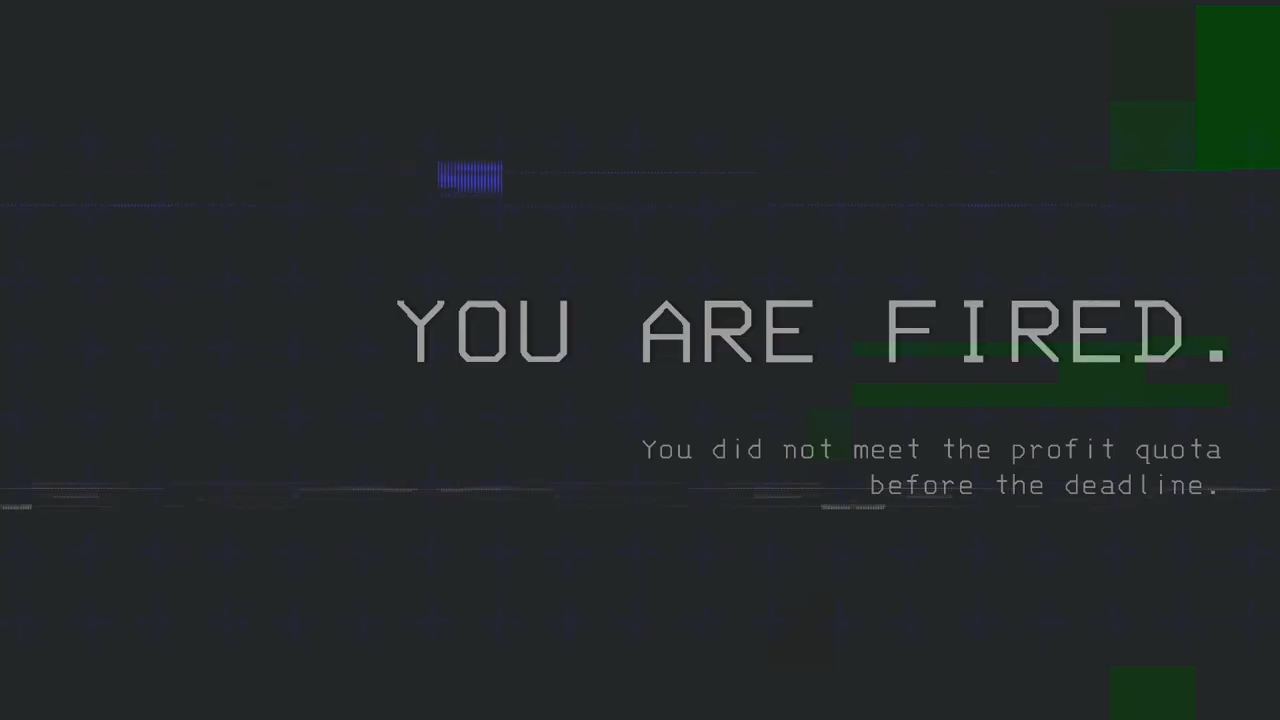 YOU ARE FIRED.
You did not meet the profit quota
before the deadline.